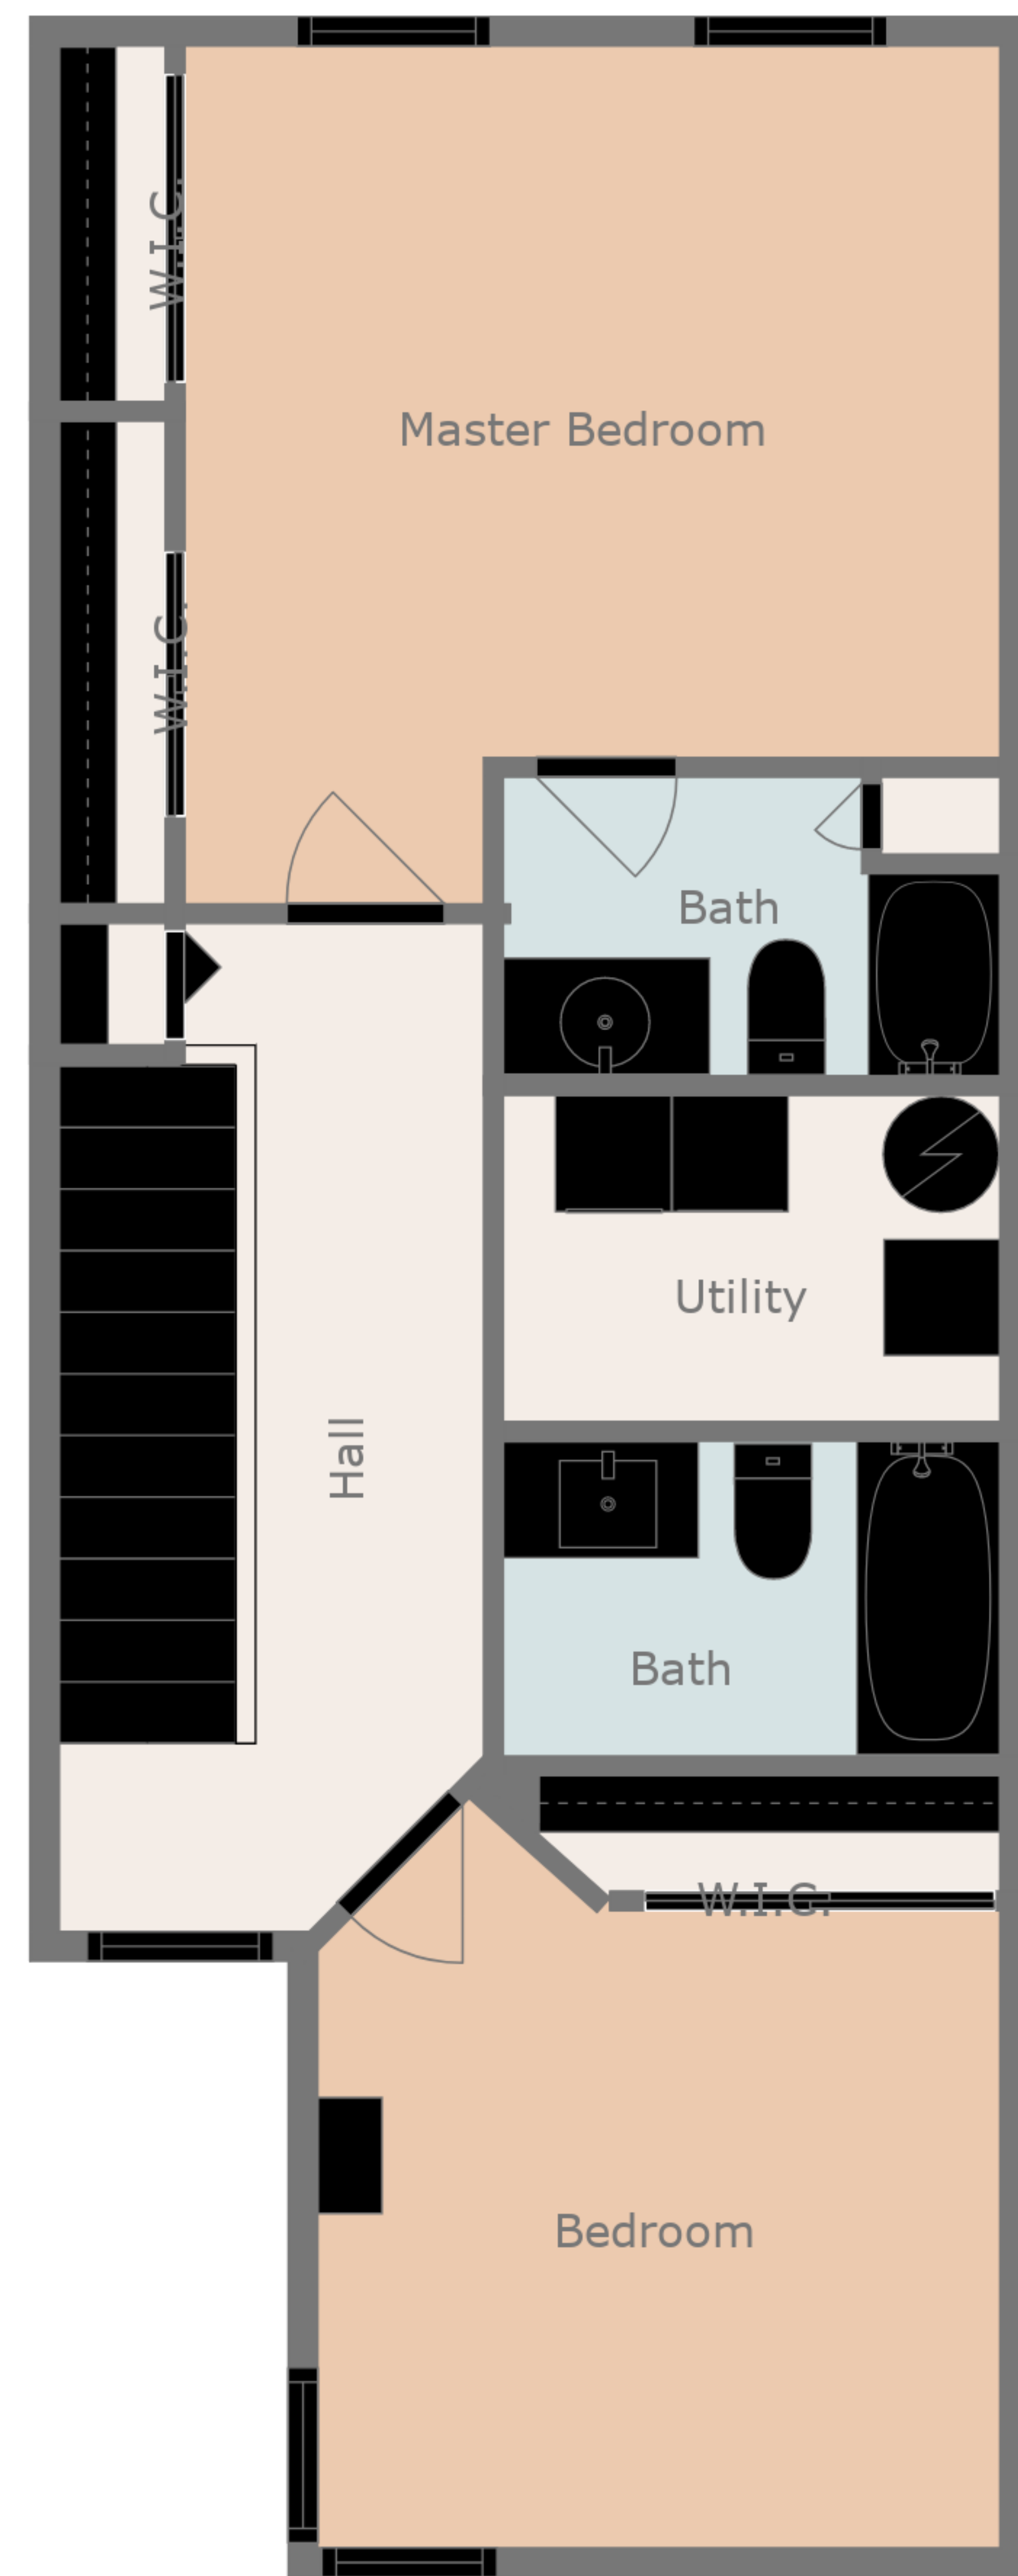 W.I.C.
Master Bedroom
W.I.C.
Bath
Utility
Hall
Bath
W.I.C.
Bedroom